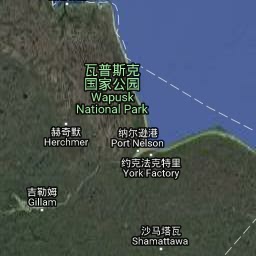 瓦普斯克
国家公园
Wapusk
National Park
赫奇默
Herchmer
纳尔逊港
Port Nelson
约克法克特里
York Factory
吉勒姆
Gillam
沙马塔瓦
Shamattawa